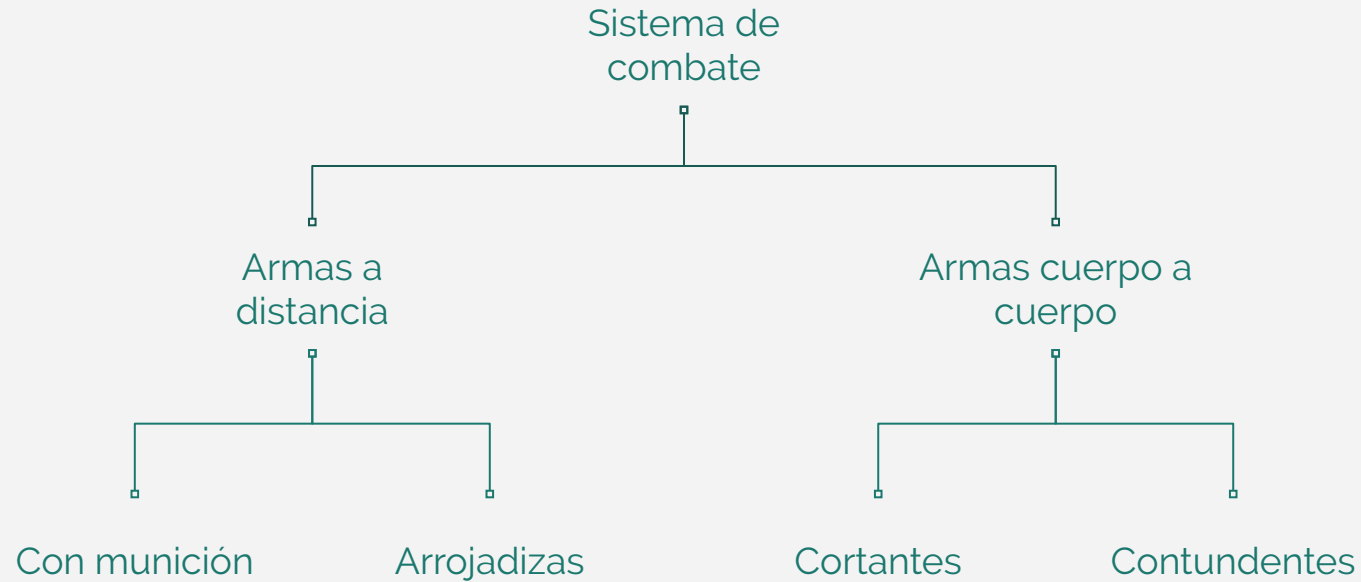 Sistema de
combate
Armas a
distancia
Armas cuerpo a
cuerpo
Con munición
Arrojadizas
Cortantes
Contundentes